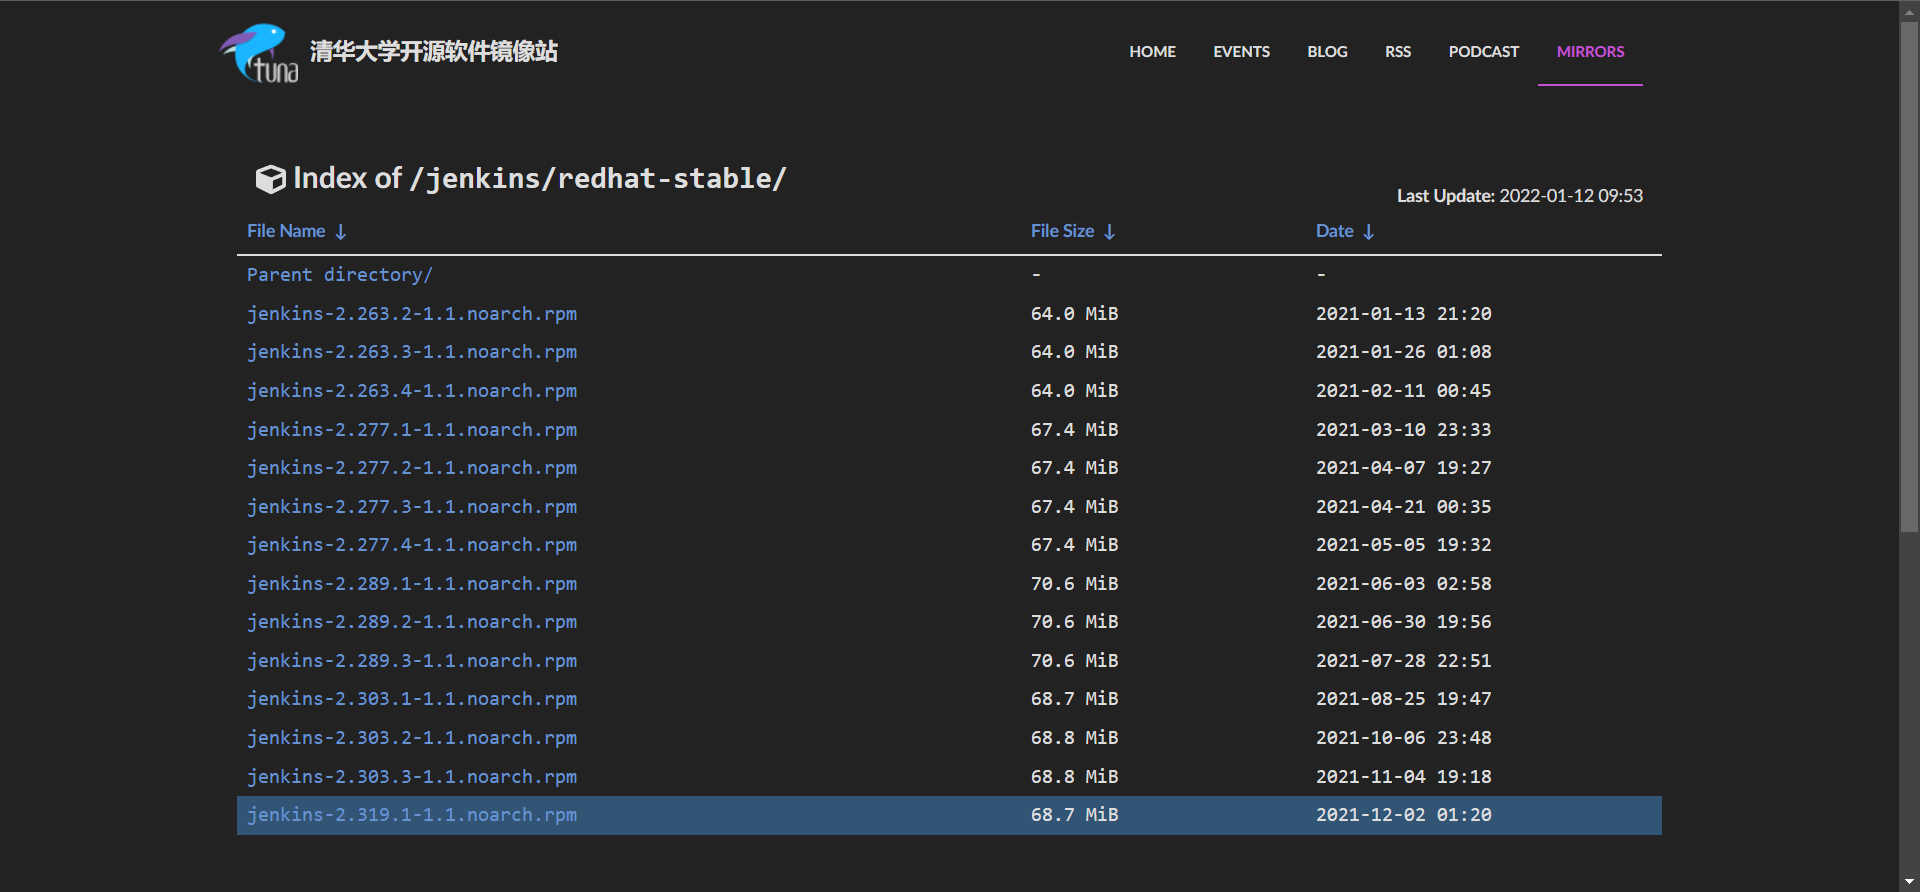 tuna 清华大学开源软件镜像站 HOME EVENTS BLOG RSS PODCAST MIRRORS
Index of /jenkins/redhat-stable/
Last Update: 2022-01-12 09:53
File Name ↓ File Size ↓ Date ↓
Parent directory/ - -
jenkins-2.263.2-1.1.noarch.rpm 64.0 MiB 2021-01-13 21:20
jenkins-2.263.3-1.1.noarch.rpm 64.0 MiB 2021-01-26 01:08
jenkins-2.263.4-1.1.noarch.rpm 64.0 MiB 2021-02-11 00:45
jenkins-2.277.1-1.1.noarch.rpm 67.4 MiB 2021-03-10 23:33
jenkins-2.277.2-1.1.noarch.rpm 67.4 MiB 2021-04-07 19:27
jenkins-2.277.3-1.1.noarch.rpm 67.4 MiB 2021-04-21 00:35
jenkins-2.277.4-1.1.noarch.rpm 67.4 MiB 2021-05-05 19:32
jenkins-2.289.1-1.1.noarch.rpm 70.6 MiB 2021-06-03 02:58
jenkins-2.289.2-1.1.noarch.rpm 70.6 MiB 2021-06-30 19:56
jenkins-2.289.3-1.1.noarch.rpm 70.6 MiB 2021-07-28 22:51
jenkins-2.303.1-1.1.noarch.rpm 68.7 MiB 2021-08-25 19:47
jenkins-2.303.2-1.1.noarch.rpm 68.8 MiB 2021-10-06 23:48
jenkins-2.303.3-1.1.noarch.rpm 68.8 MiB 2021-11-04 19:18
jenkins-2.319.1-1.1.noarch.rpm 68.7 MiB 2021-12-02 01:20